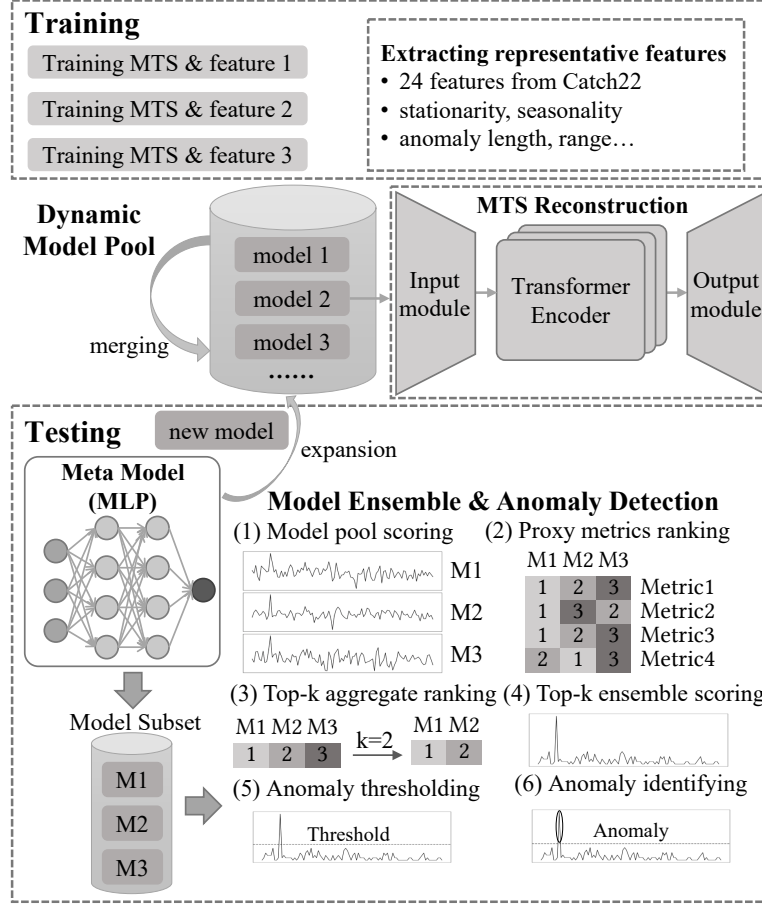 Training
Training MTS & feature 1
Training MTS & feature 2
Training MTS & feature 3
Extracting representative features
• 24 features from Catch22
• stationarity, seasonality
• anomaly length, range...
Dynamic
Model Pool
merging
model 1
model 2
model 3
......
MTS Reconstruction
Input
module
Transformer
Encoder
Output
module
Testing
new model
expansion
Meta Model
(MLP)
Model Subset
M1
M2
M3
Model Ensemble & Anomaly Detection
(1) Model pool scoring
M1
M2
M3
(2) Proxy metrics ranking
M1 M2 M3
1 2 3 Metric1
1 3 2 Metric2
1 2 3 Metric3
2 1 3 Metric4
(3) Top-k aggregate ranking
M1 M2 M3
1 2 3
k=2
M1 M2
1 2
(4) Top-k ensemble scoring
(5) Anomaly thresholding
Threshold
(6) Anomaly identifying
Anomaly